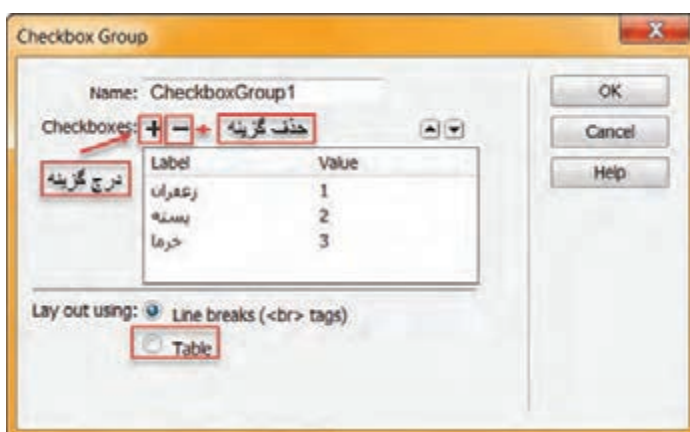 Checkbox Group
Name: CheckboxGroup1
OK
Checkboxes: + − حذف گزینه
Cancel
درج گزینه
Label Value
Help
زعفران 1
پسته 2
خرما 3
Lay out using: Line breaks (<br> tags)
Table